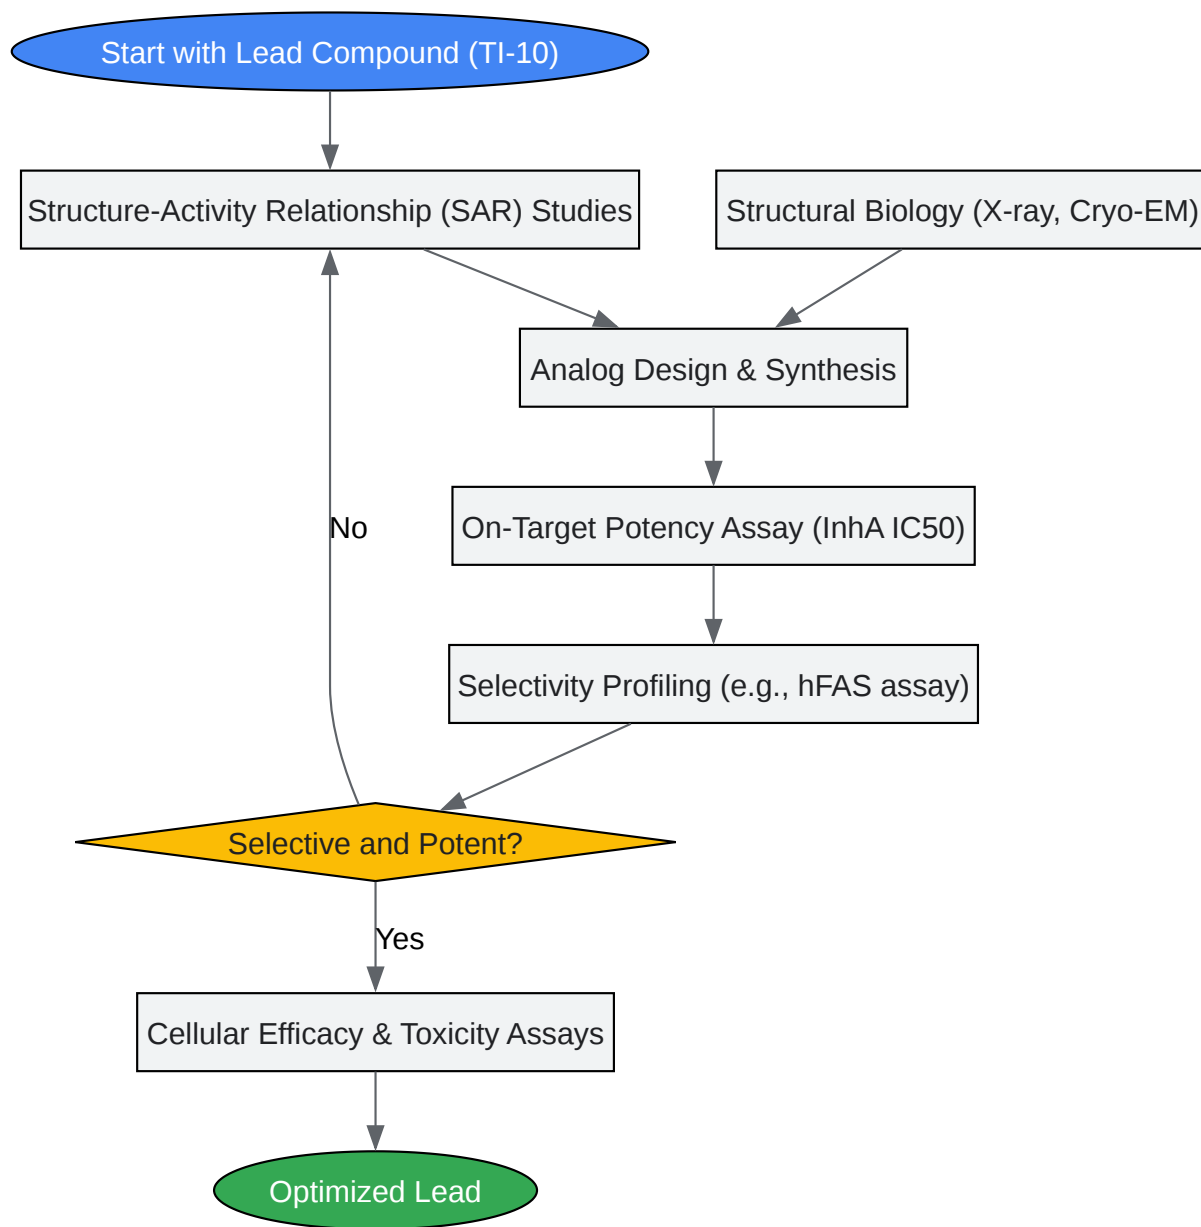 Start with Lead Compound (TI-10)
Structure-Activity Relationship (SAR) Studies
Structural Biology (X-ray, Cryo-EM)
Analog Design & Synthesis
On-Target Potency Assay (InhA IC50)
No
Selectivity Profiling (e.g., hFAS assay)
Selective and Potent?
Yes
Cellular Efficacy & Toxicity Assays
Optimized Lead